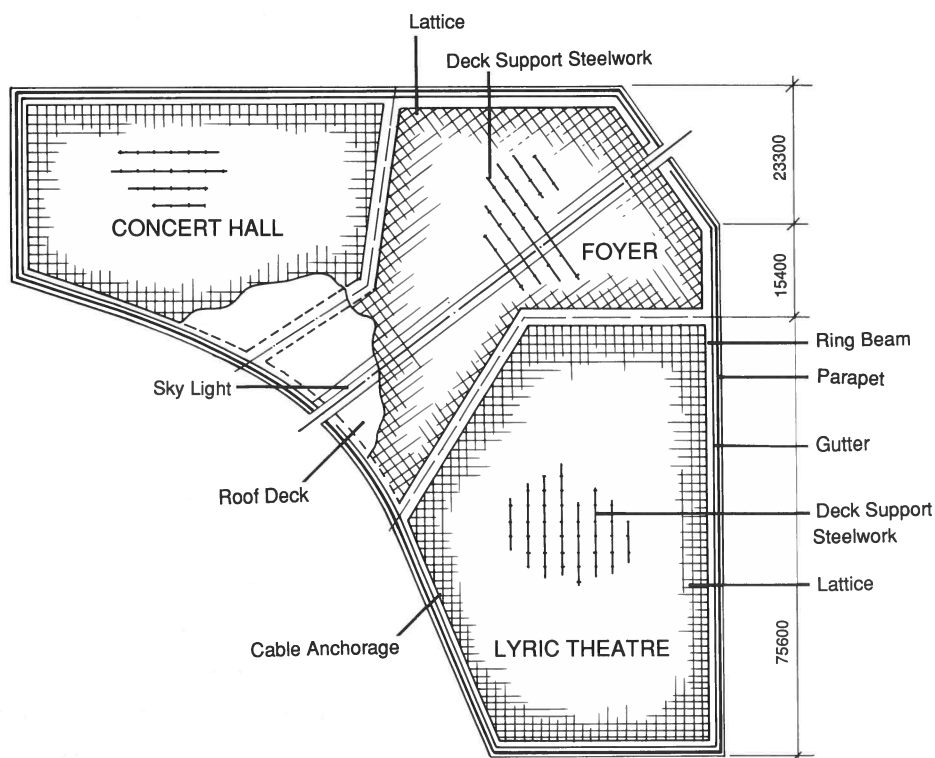 Lattice
Deck Support Steelwork
23300
CONCERT HALL
FOYER
15400
Ring Beam
Sky Light
Parapet
Gutter
Roof Deck
Deck Support
Steelwork
Lattice
Cable Anchorage
LYRIC THEATRE
75600